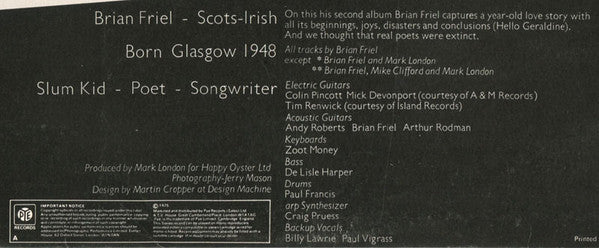 Brian Friel - Scots-Irish
Born Glasgow 1948
Slum Kid - Poet - Songwriter
On this his second album Brian Friel captures a year-old love story with
all its beginnings, joys, disasters and conclusions (Hello Geraldine).
And we thought that real poets were extinct.
All tracks by Brian Friel
except * Brian Friel and Mark London
** Brian Friel, Mike Clifford and Mark London
Electric Guitars
Colin Pincott Mick Devonport (courtesy of A & M Records)
Tim Renwick (courtesy of Island Records)
Acoustic Guitars
Andy Roberts Brian Friel Arthur Rodman
Keyboards
Zoot Money
Bass
De Lisle Harper
Drums
Paul Francis
arp Synthesizer
Craig Pruess
Backup Vocals
Billy Lawrie Paul Vigrass
Produced by Mark London for Happy Oyster Ltd
Photography-Jerry Mason
Design by Martin Cropper at Design Machine
PYE
RECORDS
A
IMPORTANT NOTICE
© 1975
Printed